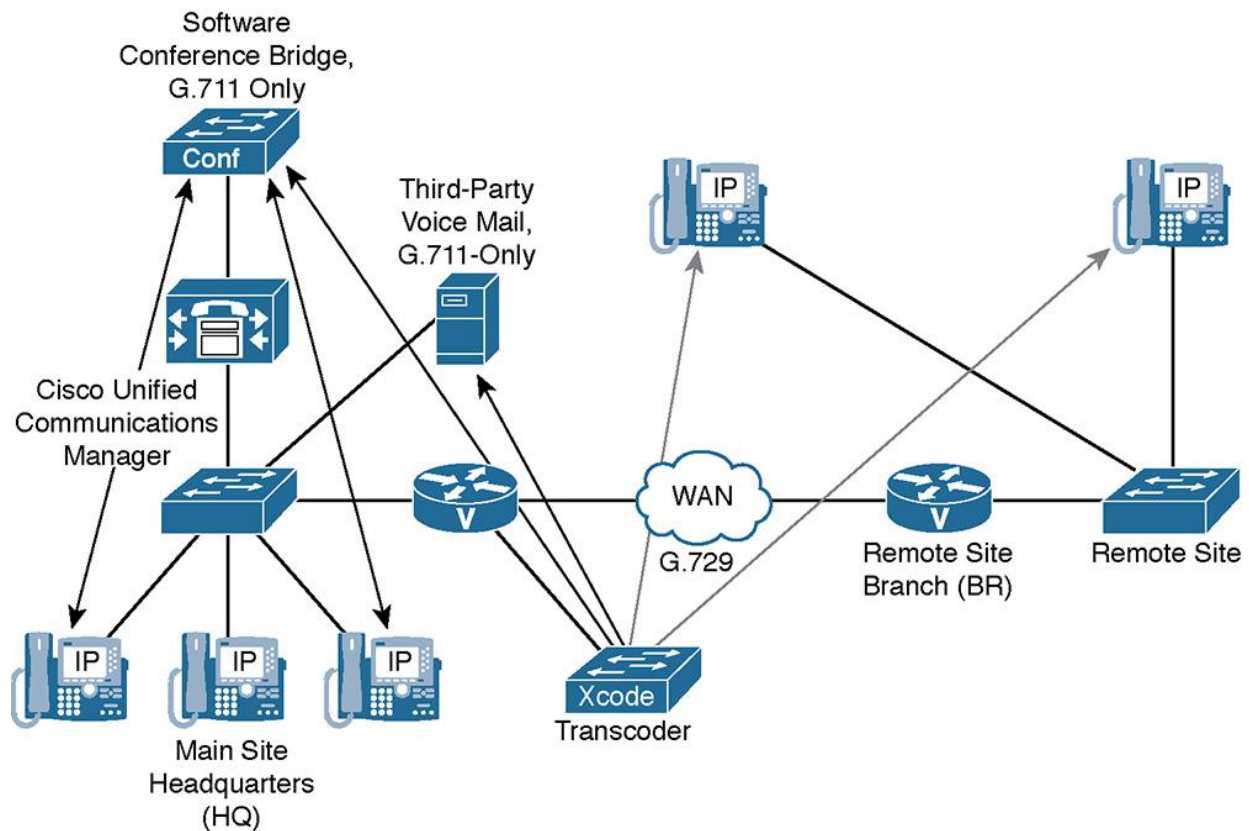 Software
Conference Bridge,
G.711 Only
Conf
Third-Party
Voice Mail,
G.711-Only
IP
IP
Cisco Unified
Communications
Manager
V
WAN
G.729
V
Remote Site
Branch (BR)
Remote Site
IP
IP
IP
Main Site
Headquarters
(HQ)
Xcode
Transcoder